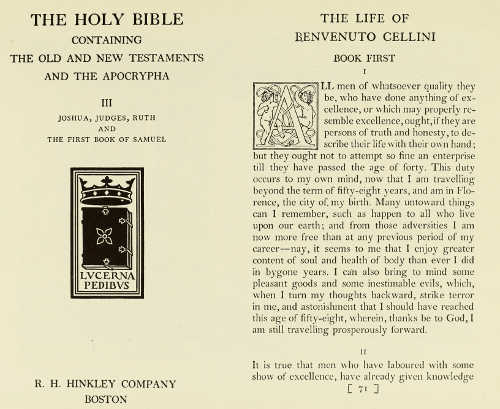 THE HOLY BIBLE
CONTAINING
THE OLD AND NEW TESTAMENTS
AND THE APOCRYPHA
III
JOSHUA, JUDGES, RUTH
AND
THE FIRST BOOK OF SAMUEL
LVCERNA
PEDIBVS
R. H. HINKLEY COMPANY
BOSTON
THE LIFE OF
BENVENUTO CELLINI
BOOK FIRST
I
ALL men of whatsoever quality they
be, who have done anything of ex-
cellence, or which may properly re-
semble excellence, ought, if they are
persons of truth and honesty, to de-
scribe their life with their own hand;
but they ought not to attempt so fine an enterprise
till they have passed the age of forty. This duty
occurs to my own mind, now that I am travelling
beyond the term of fifty-eight years, and am in Flo-
rence, the city of my birth. Many untoward things
can I remember, such as happen to all who live
upon our earth; and from those adversities I am
now more free than at any previous period of my
career—nay, it seems to me that I enjoy greater
content of soul and health of body than ever I did
in bygone years. I can also bring to mind some
pleasant goods and some inestimable evils, which,
when I turn my thoughts backward, strike terror
in me, and astonishment that I should have reached
this age of fifty-eight, wherein, thanks be to God, I
am still travelling prosperously forward.
II
It is true that men who have laboured with some
show of excellence, have already given knowledge
[ 71 ]